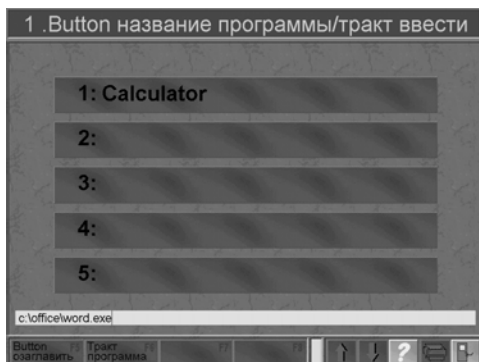 1 .Button название программы/тракт ввести
1: Calculator
2:
3:
4:
5:
c:\office\word.exe
Button F5 Тракт F6 F7 F8
озаглавить программа
?